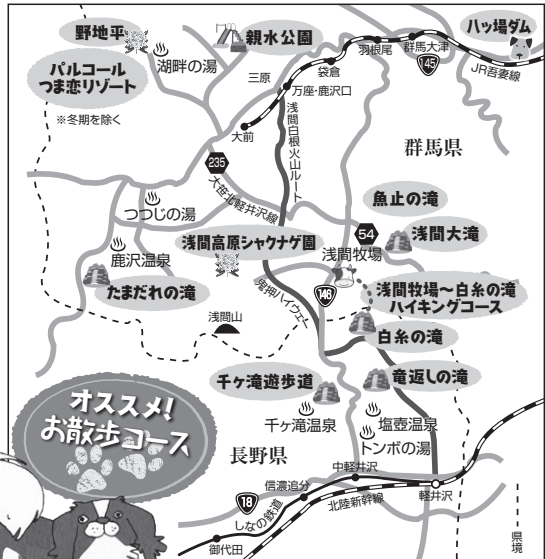 野地平
湖畔の湯
親水公園
八ッ場ダム
羽根尾
群馬大津
145
JR吾妻線
パルコール
つま恋リゾート
※冬期を除く
三原
袋倉
万座・鹿沢口
大前
浅間白根火山ルート
群馬県
235
大笹北軽井沢線
つつじの湯
魚止の滝
54
浅間大滝
浅間牧場
鹿沢温泉
浅間高原シャクナゲ園
たまだれの滝
鬼押ハイウェー
146
浅間牧場〜白糸の滝
ハイキングコース
浅間山
白糸の滝
千ヶ滝遊歩道
竜返しの滝
オススメ!
お散歩コース
千ヶ滝温泉
塩壺温泉
トンボの湯
長野県
中軽井沢
信濃追分
18
しなの鉄道
北陸新幹線
軽井沢
御代田
県境